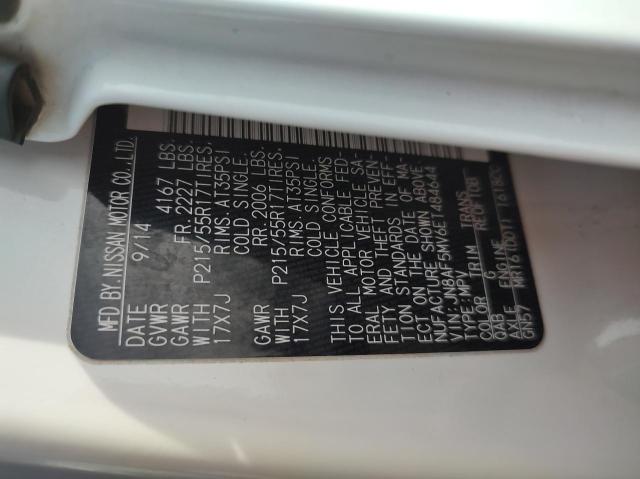 MFD.BY.NISSAN MOTOR CO.,LTD.
DATE 9/14
GVWR 4167 LBS.
GAWR FR.2227 LBS.
WITH P215/55R17TIRES.
17X7J RIMS.AT35PSI
COLD SINGLE.
GAWR RR.2006 LBS.
WITH P215/55R17TIRES.
17X7J RIMS.AT35PSI
COLD SINGLE.
THIS VEHICLE CONFORMS
TO ALL APPLICABLE FED-
ERAL MOTOR VEHICLE SA-
FETY AND THEFT PREVEN-
TION STANDARDS IN EFF-
ECT ON THE DATE OF MA-
NUFACTURE SHOWN ABOVE
VIN:JN8AF5MV6ET484644
TYPE:MPV
COLOR TRIM TRANS
QAB G
AXLE ENGINE
GN57 1618CC